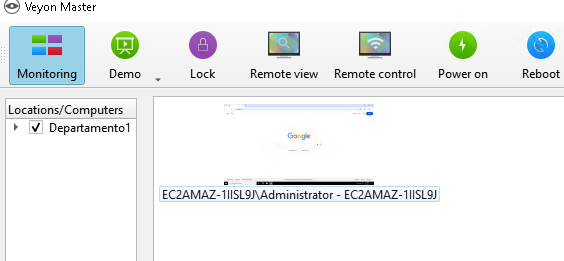 Veyon Master
Monitoring
Demo
Lock
Remote view
Remote control
Power on
Reboot
Locations/Computers
Departamento1
Google
EC2AMAZ-1IISL9J\Administrator - EC2AMAZ-1IISL9J